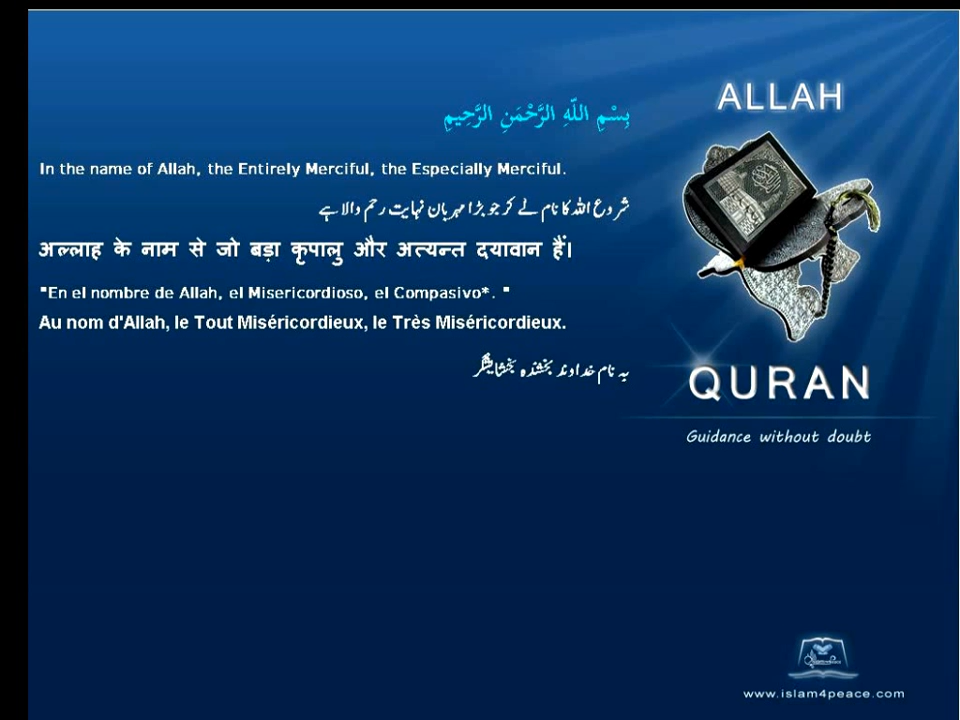 بِسْمِ اللّهِ الرَّحْمَنِ الرَّحِيمِ
In the name of Allah, the Entirely Merciful, the Especially Merciful.
شروع الله کا نام لے کر جو بڑا مہربان نہایت رحم والا ہے
अल्लाह के नाम से जो बड़ा कृपालु और अत्यन्त दयावान हैं।
"En el nombre de Allah, el Misericordioso, el Compasivo*. "
Au nom d'Allah, le Tout Miséricordieux, le Très Miséricordieux.
به نام خداوند بخشنده بخشایشگر
ALLAH
QURAN
Guidance without doubt
www.islam4peace.com